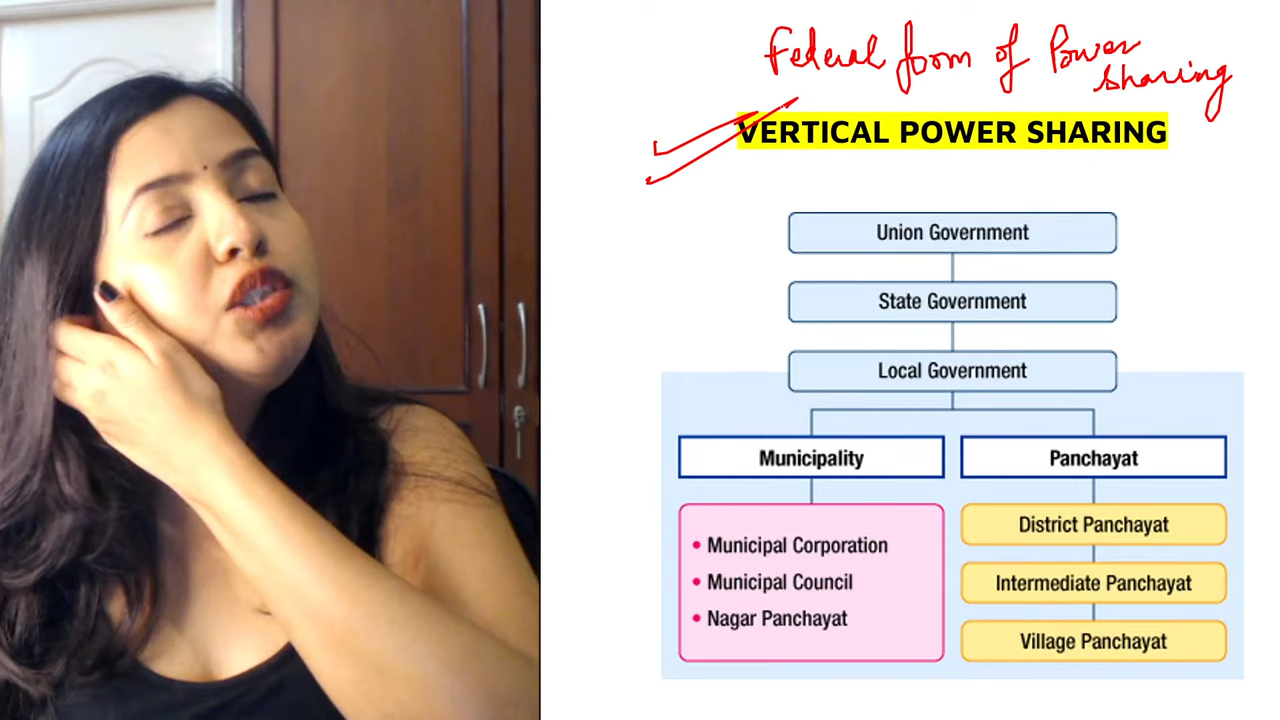 Federal form of Power
sharing
VERTICAL POWER SHARING
Union Government
State Government
Local Government
Municipality
Panchayat
• Municipal Corporation
• Municipal Council
• Nagar Panchayat
District Panchayat
Intermediate Panchayat
Village Panchayat